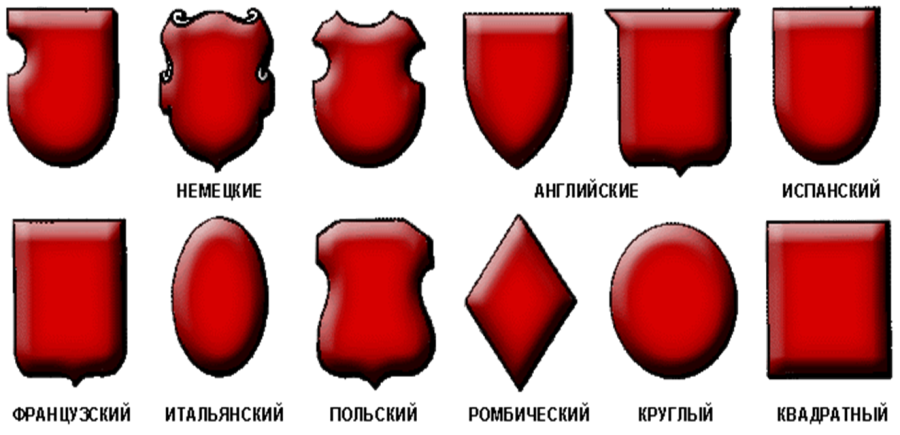 НЕМЕЦКИЕ АНГЛИЙСКИЕ ИСПАНСКИЙ
ФРАНЦУЗСКИЙ ИТАЛЬЯНСКИЙ ПОЛЬСКИЙ РОМБИЧЕСКИЙ КРУГЛЫЙ КВАДРАТНЫЙ